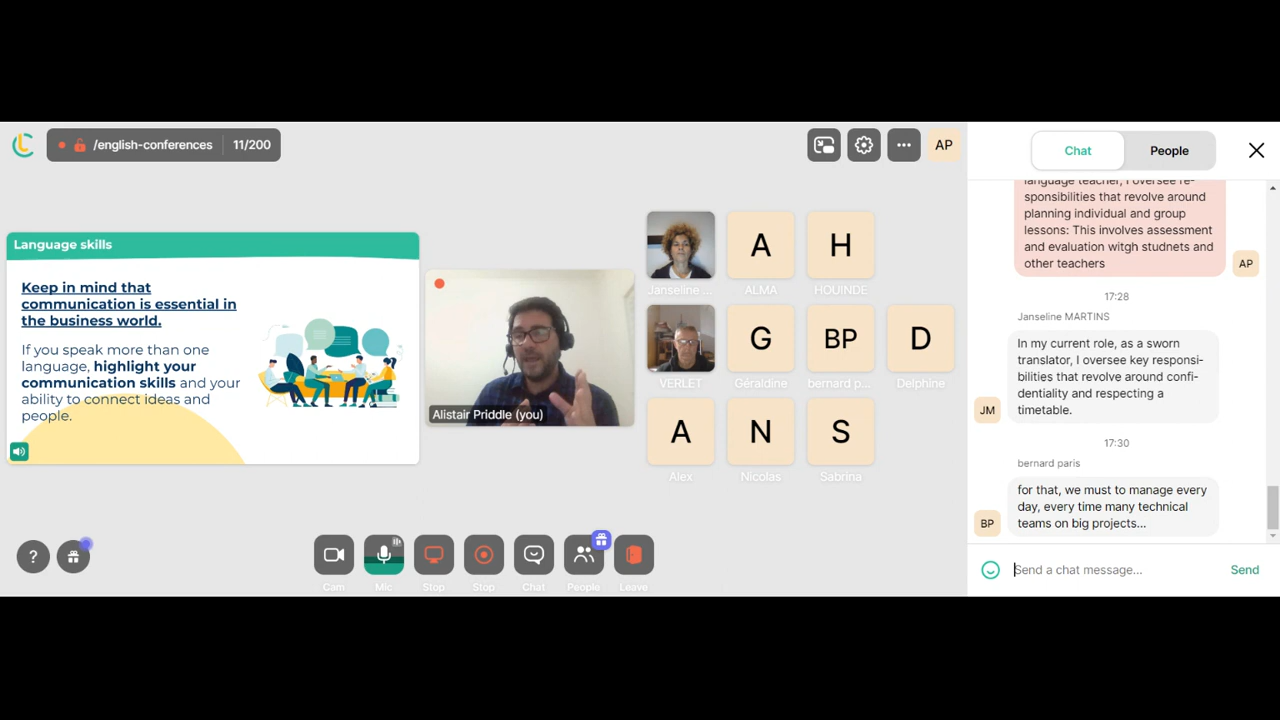 /english-conferences 11/200
AP
Language skills
Keep in mind that
communication is essential in
the business world.
If you speak more than one
language, highlight your
communication skills and your
ability to connect ideas and
people.
Alistair Priddle (you)
Janseline ...
A
ALMA
H
HOUINDE
VERLET
G
Géraldine
BP
bernard p...
D
Delphine
A
Alex
N
Nicolas
S
Sabrina
?
Cam
Mic
Stop
Stop
Chat
People
Leave
Chat
People
language teacher, I oversee re-
sponsibilities that revolve around
planning individual and group
lessons: This involves assessment
and evaluation witgh studnets and
other teachers
AP
17:28
Janseline MARTINS
In my current role, as a sworn
translator, I oversee key responsi-
bilities that revolve around confi-
dentiality and respecting a
timetable.
JM
17:30
bernard paris
for that, we must to manage every
day, every time many technical
teams on big projects...
BP
Send a chat message...
Send